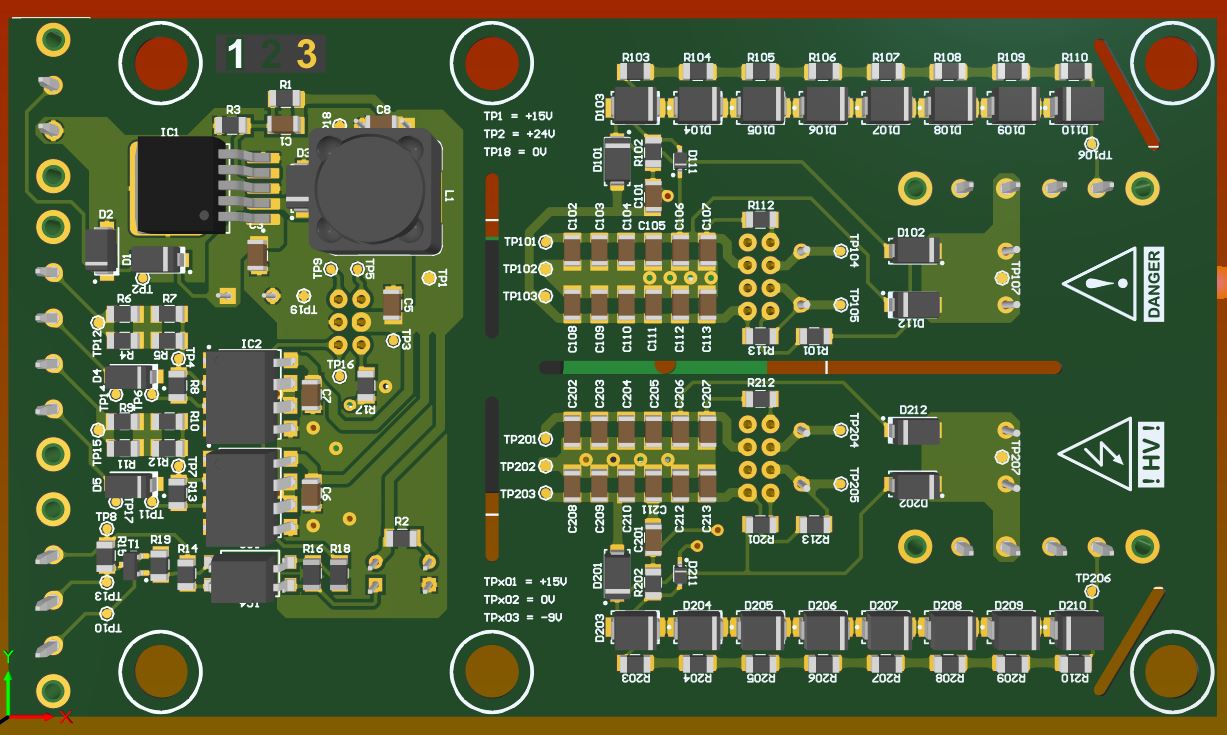 1 2 3
R1
C8
R3
TP18
IC1
C1
D3
L1
D2
D1
TP2
TP9
TP5
TP1
TP19
C5
TP3
R6
R7
TP12
R4
R5
TP4
IC2
TP16
D4
R8
TP14
TP6
C7
R17
R9
R10
TP15
R11
R12
TP7
D5
R13
C6
TP17
TP11
TP8
R2
R15
T1
R19
R14
R16
R18
TP13
IC4
TP10
TP1 = +15V
TP2 = +24V
TP18 = 0V
R103
R104
R105
R106
R107
R108
R109
R110
D103
D104
D105
D106
D107
D108
D109
D110
D101
R102
D111
TP106
C101
C102
C103
C104
C105
C106
C107
R112
TP101
TP102
TP103
TP104
TP105
D102
D112
TP107
DANGER
C108
C109
C110
C111
C112
C113
R113
R101
C202
C203
C204
C205
C206
C207
R212
TP201
TP202
TP203
TP204
TP205
D212
D202
TP207
! HV !
C208
C209
C210
C211
C212
C213
R201
R213
C201
D201
R202
D211
TP206
TPx01 = +15V
TPx02 = 0V
TPx03 = -9V
D203
D204
D205
D206
D207
D208
D209
D210
R203
R204
R205
R206
R207
R208
R209
R210
Y
X